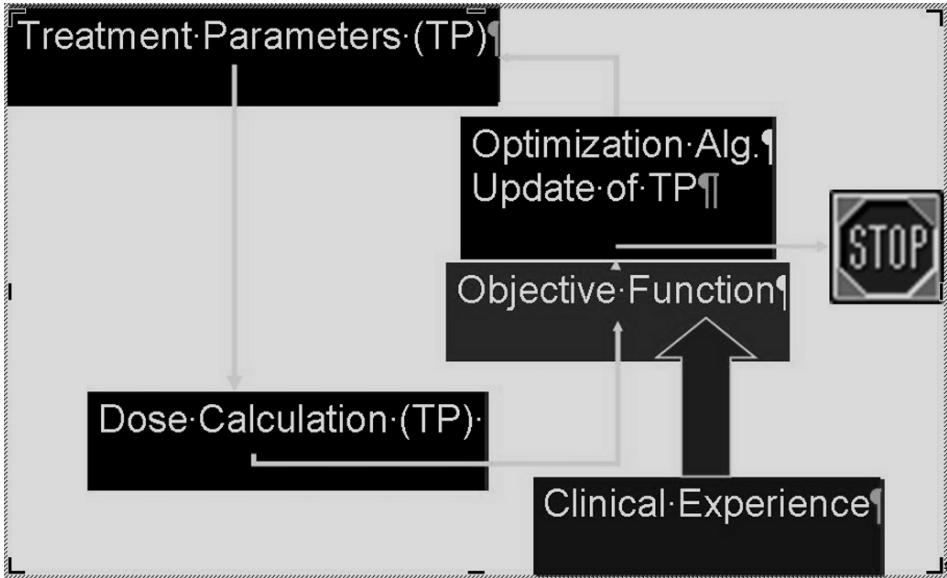 Treatment·Parameters·(TP)¶
Optimization·Alg.¶
Update·of·TP¶
STOP
Objective·Function¶
Dose·Calculation·(TP)·
Clinical·Experience¶